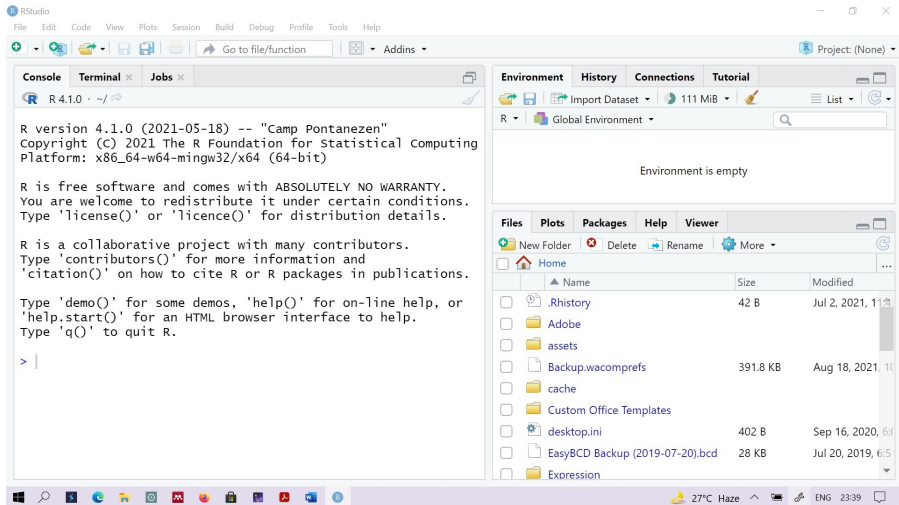 RStudio
File Edit Code View Plots Session Build Debug Profile Tools Help
Go to file/function Addins Project: (None)
Console Terminal Jobs
R 4.1.0 · ~/
R version 4.1.0 (2021-05-18) -- "Camp Pontanezen"
Copyright (C) 2021 The R Foundation for Statistical Computing
Platform: x86_64-w64-mingw32/x64 (64-bit)
R is free software and comes with ABSOLUTELY NO WARRANTY.
You are welcome to redistribute it under certain conditions.
Type 'license()' or 'licence()' for distribution details.
R is a collaborative project with many contributors.
Type 'contributors()' for more information and
'citation()' on how to cite R or R packages in publications.
Type 'demo()' for some demos, 'help()' for on-line help, or
'help.start()' for an HTML browser interface to help.
Type 'q()' to quit R.
>
Environment History Connections Tutorial
Import Dataset 111 MiB List
R Global Environment
Environment is empty
Files Plots Packages Help Viewer
New Folder Delete Rename More
Home ...
Name Size Modified
.Rhistory 42 B Jul 2, 2021,
Adobe
assets
Backup.wacomprefs 391.8 KB Aug 18, 2021,
cache
Custom Office Templates
desktop.ini 402 B Sep 16, 2020,
EasyBCD Backup (2019-07-20).bcd 28 KB Jul 20, 2019,
Expression
27°C Haze ENG 23:39